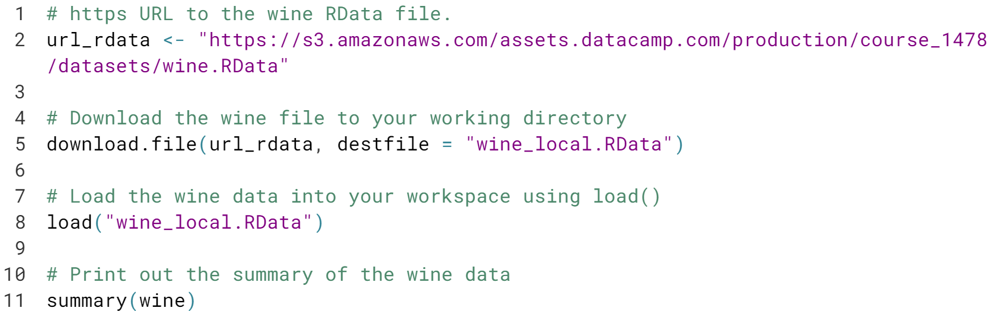 1 # https URL to the wine RData file.
2 url_rdata <- "https://s3.amazonaws.com/assets.datacamp.com/production/course_1478
/datasets/wine.RData"
3
4 # Download the wine file to your working directory
5 download.file(url_rdata, destfile = "wine_local.RData")
6
7 # Load the wine data into your workspace using load()
8 load("wine_local.RData")
9
10 # Print out the summary of the wine data
11 summary(wine)